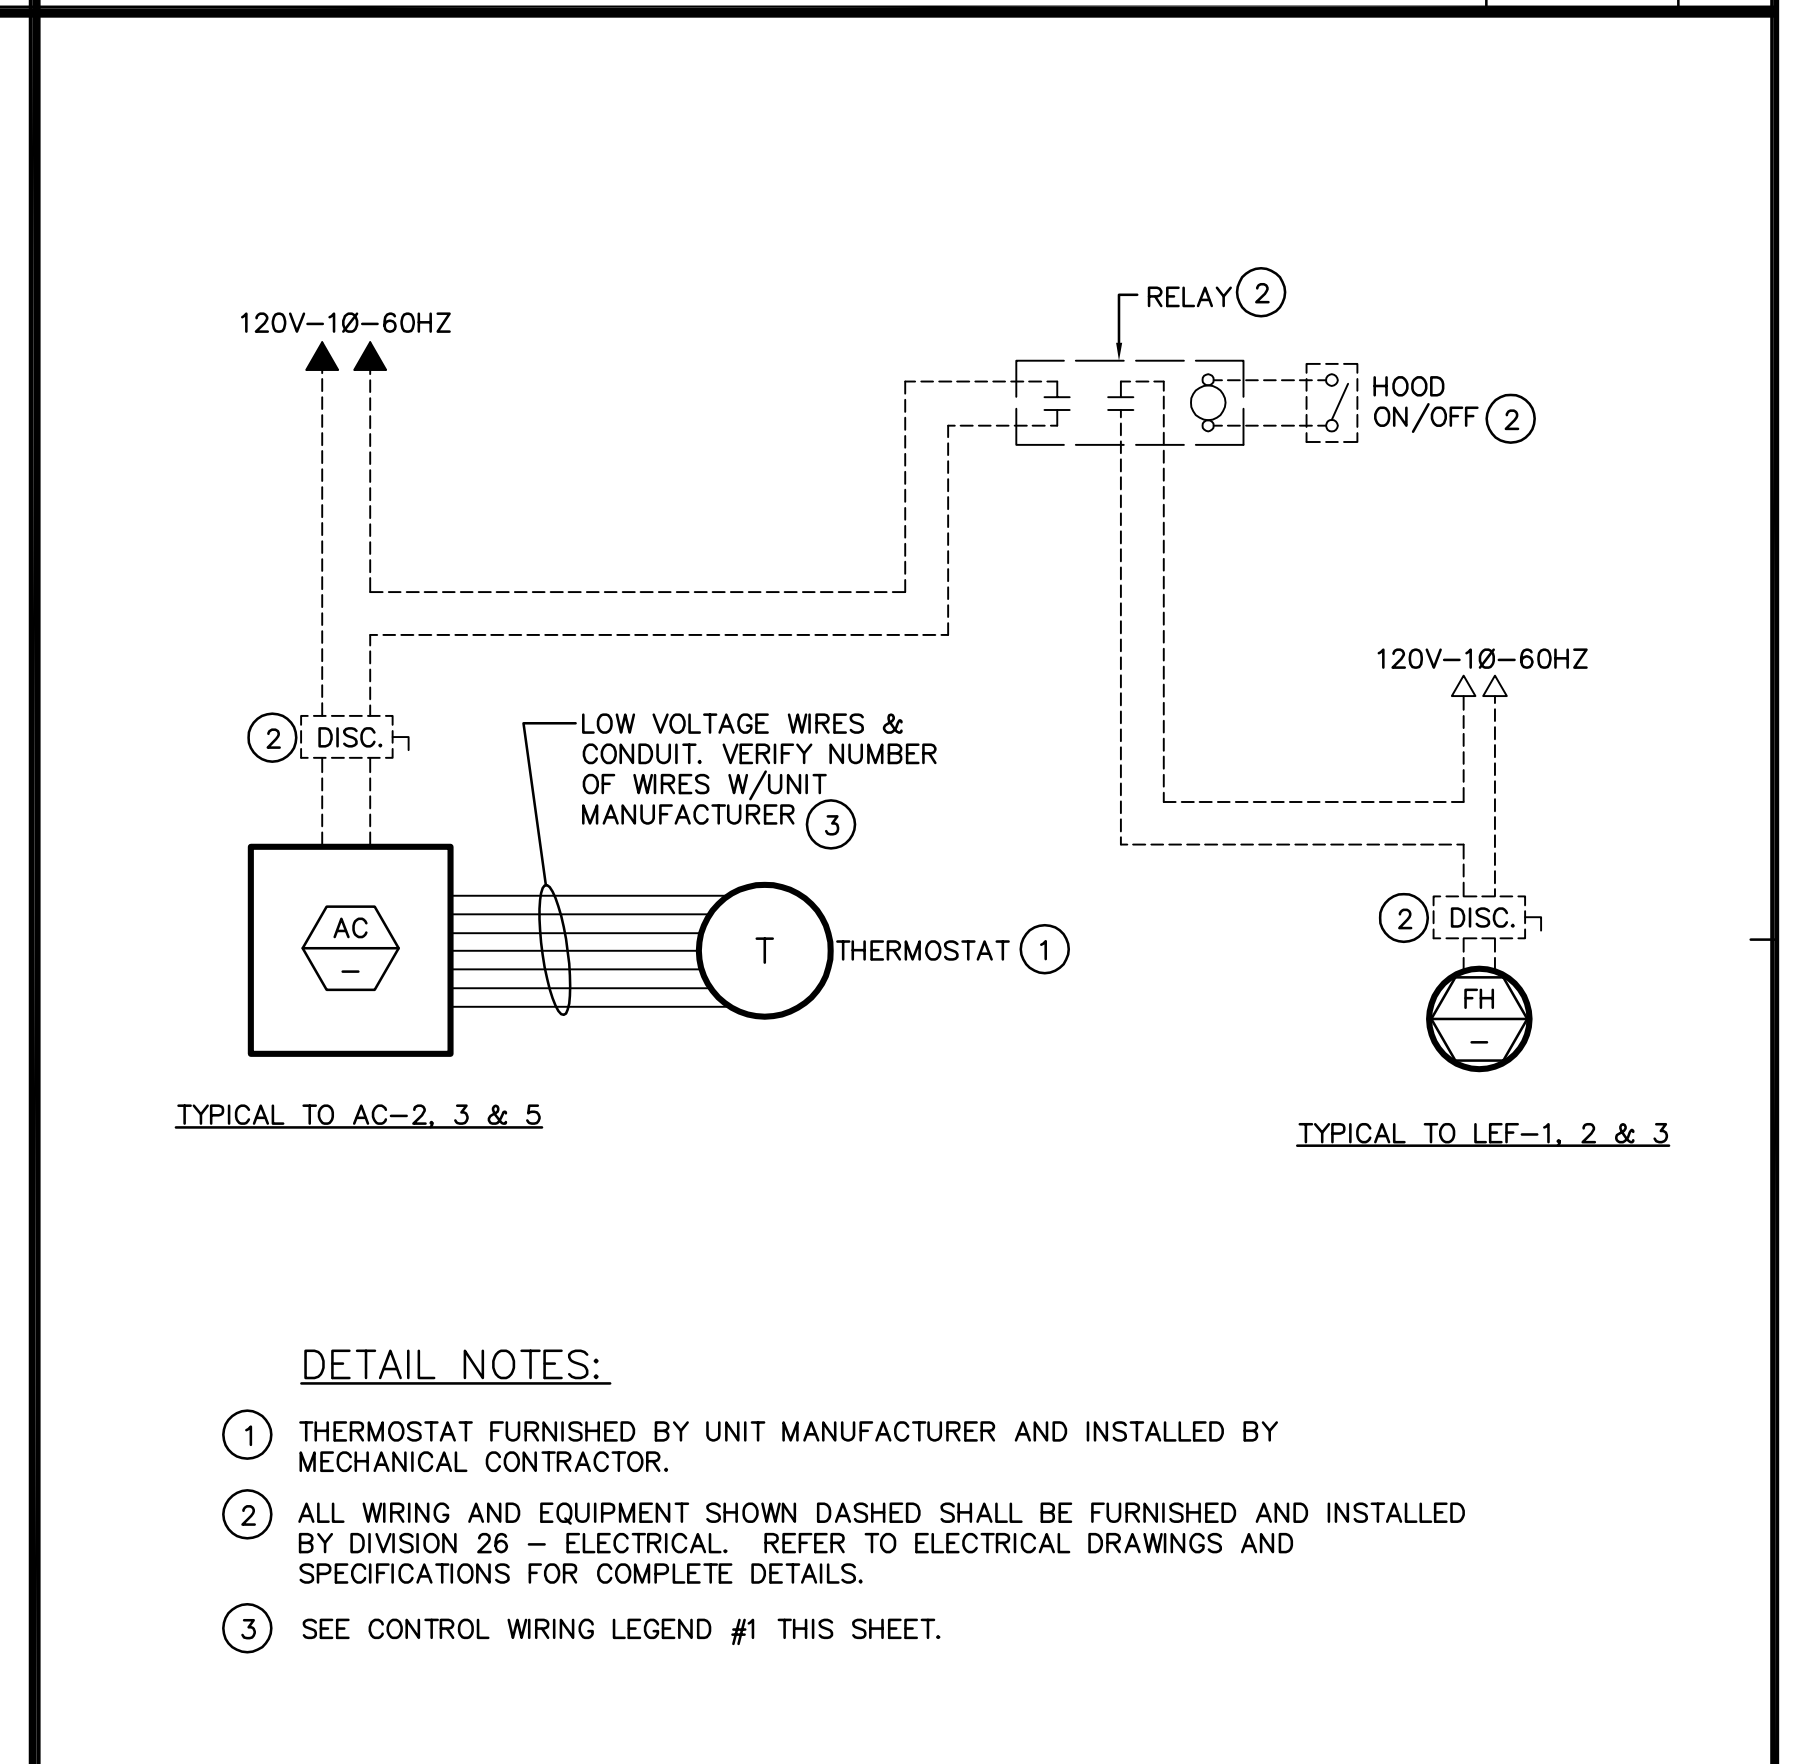 120V-1Ø-60HZ
RELAY 2
HOOD
ON/OFF 2
120V-1Ø-60HZ
2 DISC.
LOW VOLTAGE WIRES &
CONDUIT. VERIFY NUMBER
OF WIRES W/UNIT
MANUFACTURER 3
2 DISC.
AC
-
T
THERMOSTAT 1
FH
-
TYPICAL TO AC-2, 3 & 5
TYPICAL TO LEF-1, 2 & 3
DETAIL NOTES:
1 THERMOSTAT FURNISHED BY UNIT MANUFACTURER AND INSTALLED BY
MECHANICAL CONTRACTOR.
2 ALL WIRING AND EQUIPMENT SHOWN DASHED SHALL BE FURNISHED AND INSTALLED
BY DIVISION 26 - ELECTRICAL. REFER TO ELECTRICAL DRAWINGS AND
SPECIFICATIONS FOR COMPLETE DETAILS.
3 SEE CONTROL WIRING LEGEND #1 THIS SHEET.